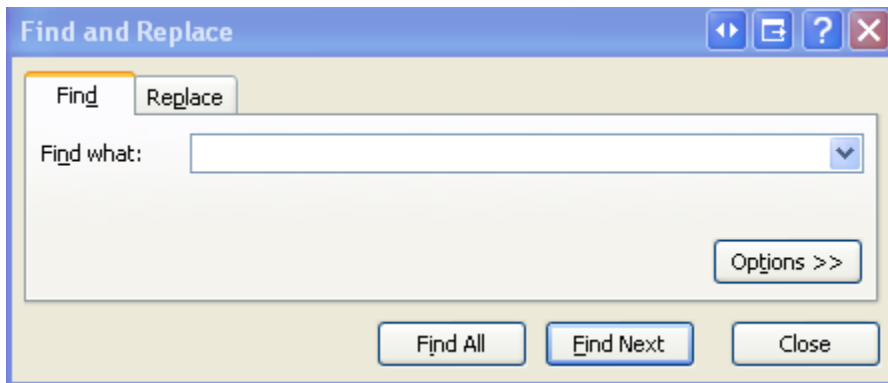 Find and Replace
?
Find Replace
Find what:
Options >>
Find All Find Next Close